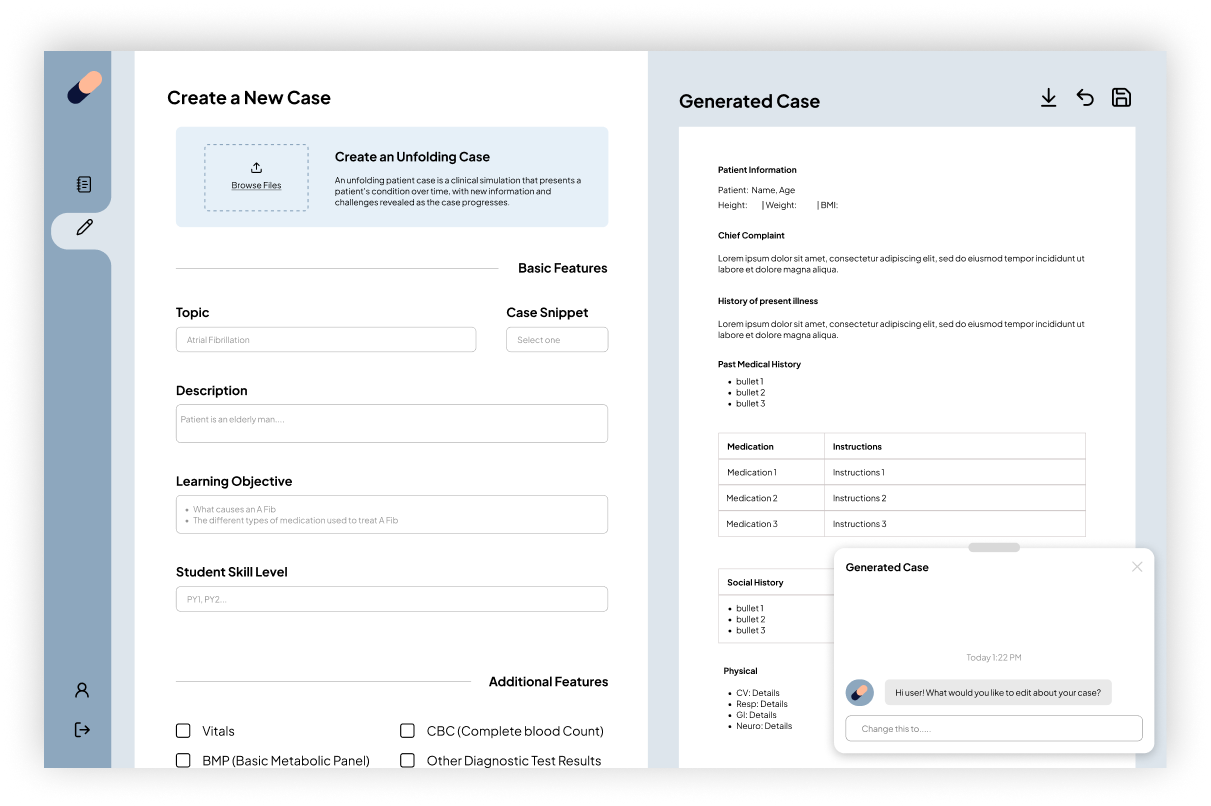 Create a New Case
Browse Files
Create an Unfolding Case
An unfolding patient case is a clinical simulation that presents a
patient's condition over time, with new information and
challenges revealed as the case progresses.
Basic Features
Topic
Case Snippet
Atrial Fibrillation
Select one
Description
Patient is an elderly man....
Learning Objective
• What causes an A Fib
• The different types of medication used to treat A Fib
Student Skill Level
PY1, PY2...
Additional Features
Vitals
CBC (Complete blood Count)
BMP (Basic Metabolic Panel)
Other Diagnostic Test Results
Generated Case
Patient Information
Patient: Name, Age
Height: | Weight: | BMI:
Chief Complaint
Lorem ipsum dolor sit amet, consectetur adipiscing elit, sed do eiusmod tempor incididunt ut
labore et dolore magna aliqua.
History of present illness
Lorem ipsum dolor sit amet, consectetur adipiscing elit, sed do eiusmod tempor incididunt ut
labore et dolore magna aliqua.
Past Medical History
• bullet 1
• bullet 2
• bullet 3
Medication Instructions
Medication 1 Instructions 1
Medication 2 Instructions 2
Medication 3 Instructions 3
Social History
• bullet 1
• bullet 2
• bullet 3
Physical
• CV: Details
• Resp: Details
• GI: Details
• Neuro: Details
Generated Case
Today 1:22 PM
Hi user! What would you like to edit about your case?
Change this to.....